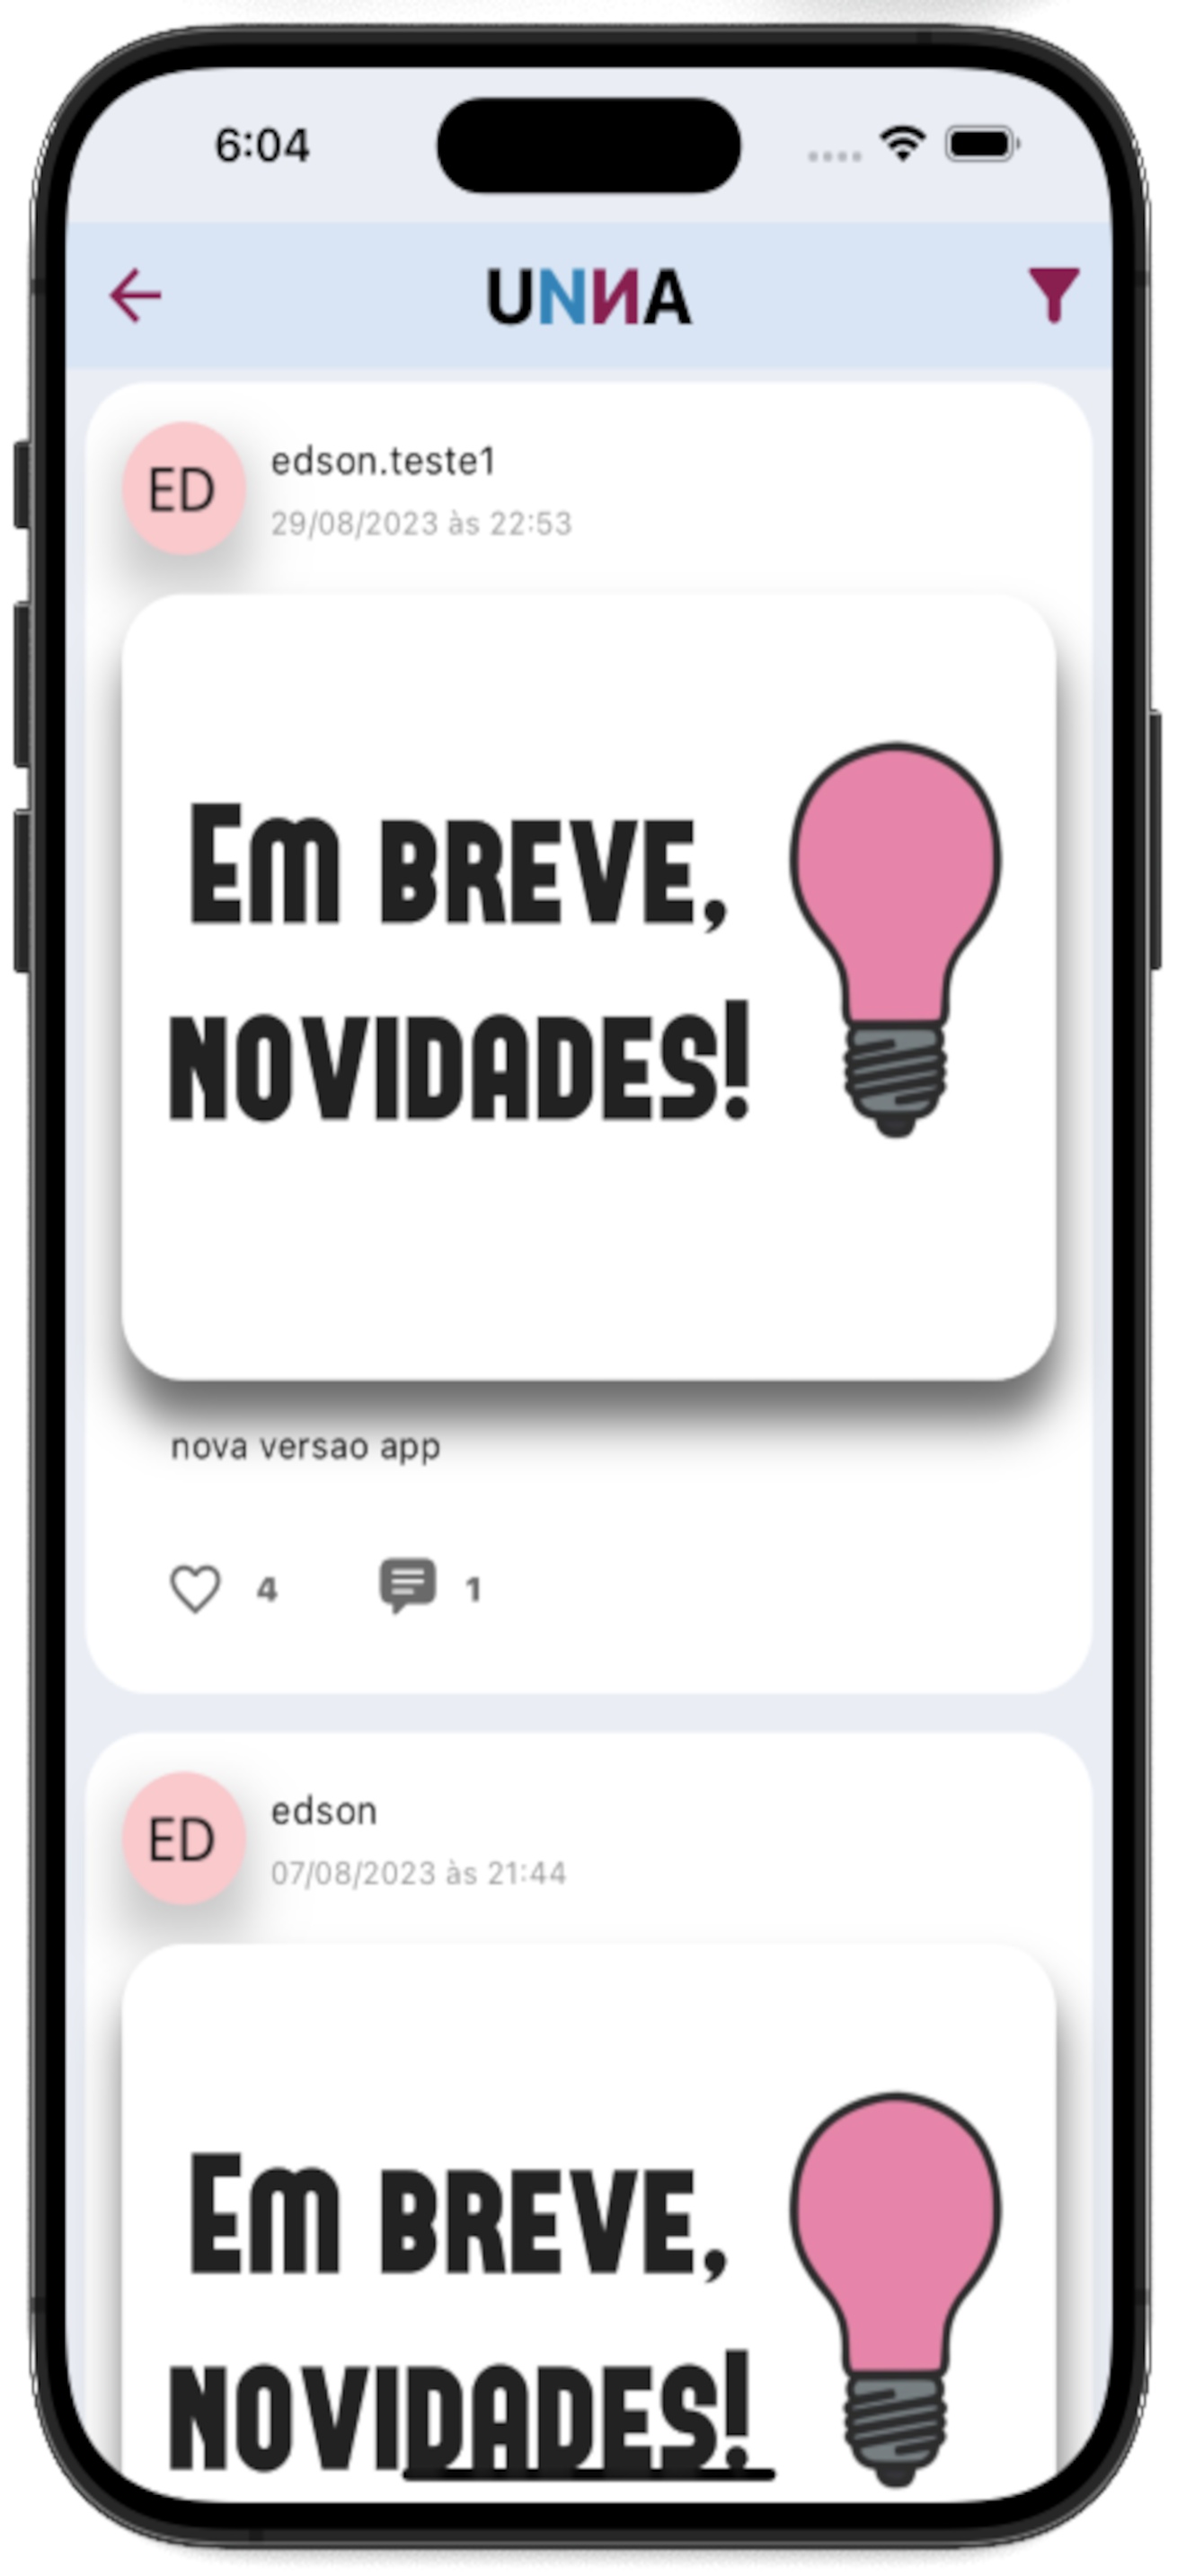 6:04
UNNA
ED
edson.teste1
29/08/2023 às 22:53
Em breve,
novidades!
nova versao app
4
1
ED
edson
07/08/2023 às 21:44
Em breve,
novidades!